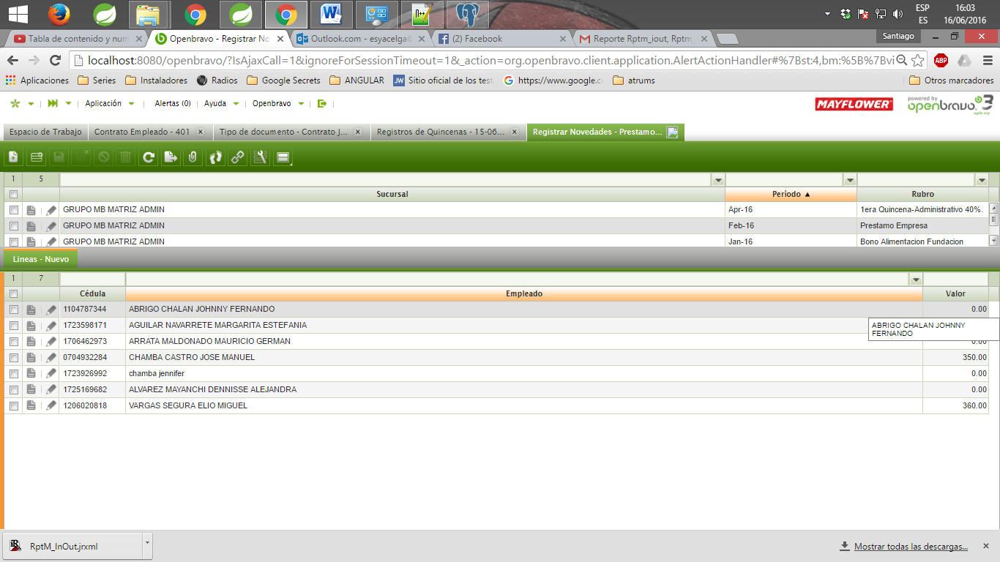 ESP
ES
16:03
16/06/2016
Tabla de contenido y num
Openbravo - Registrar No
Outlook.com - esyacelga@
(2) Facebook
Reporte Rptm_iout, Rptm_
Santiago
localhost:8080/openbravo/?IsAjaxCall=1&ignoreForSessionTimeout=1&_action=org.openbravo.client.application.AlertActionHandler#%7Bst:4,bm:%5B%7Bvi
ABP
Aplicaciones
Series
Instaladores
Radios
Google Secrets
ANGULAR
JW Sitio oficial de los test
https://www.google.c
atrums
Otros marcadores
Aplicación
Alertas (0)
Ayuda
Openbravo
MAYFLOWER
powered by
openbravo 3
agile erp
Espacio de Trabajo
Contrato Empleado - 401
Tipo de documento - Contrato J...
Registros de Quincenas - 15-06...
Registrar Novedades - Prestamo...
1 5
Sucursal Periodo Rubro
GRUPO MB MATRIZ ADMIN Apr-16 1era Quincena-Administrativo 40%.
GRUPO MB MATRIZ ADMIN Feb-16 Prestamo Empresa
GRUPO MB MATRIZ ADMIN Jan-16 Bono Alimentacion Fundacion
Lineas - Nuevo
1 7
Cédula Empleado Valor
1104787344 ABRIGO CHALAN JOHNNY FERNANDO 0.00
1723598171 AGUILAR NAVARRETE MARGARITA ESTEFANIA
ABRIGO CHALAN JOHNNY
FERNANDO
1706462973 ARRATA MALDONADO MAURICIO GERMAN 0.00
0704932284 CHAMBA CASTRO JOSE MANUEL 350.00
1723926992 chamba jennifer 0.00
1725169682 ALVAREZ MAYANCHI DENNISSE ALEJANDRA 0.00
1206020818 VARGAS SEGURA ELIO MIGUEL 360.00
iR
RptM_InOut.jrxml
Mostrar todas las descargas...